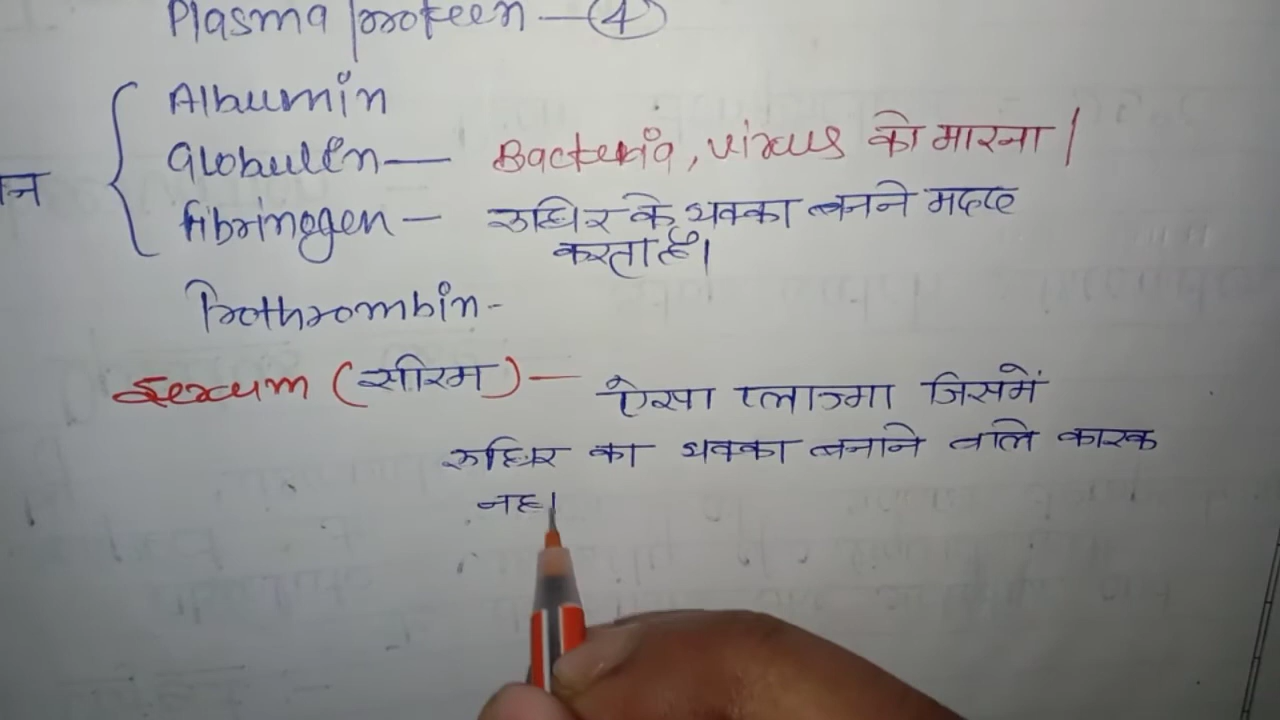 Plasma protein — 4
Albumin
Globulin — Bacteria, virus को मारना |
न
fibrinogen — रुधिर के थक्का बनने मदद
करता है।
Prothrombin -
Serum (सीरम) — ऐसा प्लाज्मा जिसमें
रुधिर का थक्का बनाने वाले कारक
नह।